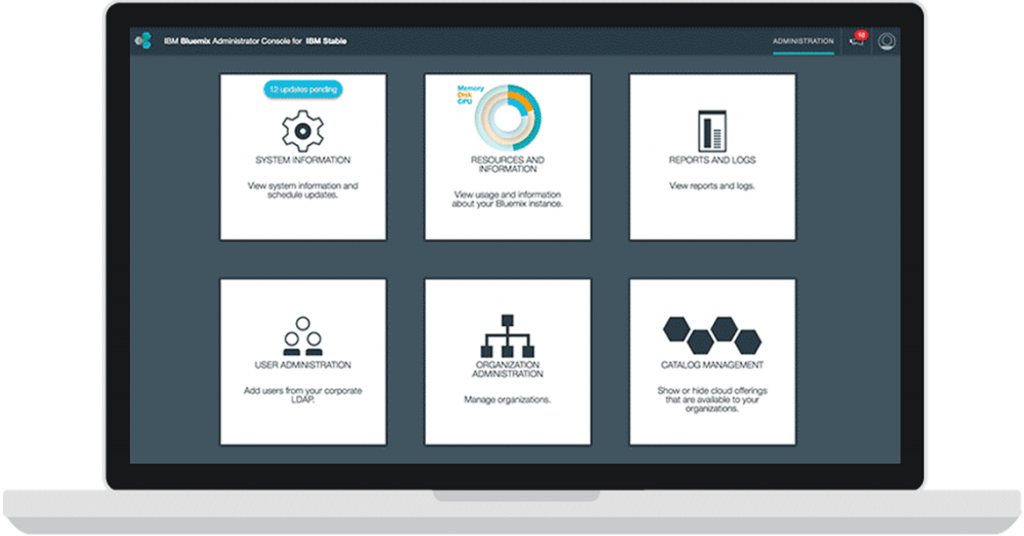 IBM Bluemix Administrator Console for IBM Stable
ADMINISTRATION
12 updates pending
SYSTEM INFORMATION
View system information and
schedule updates.
Memory
Disk
CPU
RESOURCES AND
INFORMATION
View usage and information
about your Bluemix instance.
REPORTS AND LOGS
View reports and logs.
USER ADMINISTRATION
Add users from your corporate
LDAP.
ORGANIZATION
ADMINISTRATION
Manage organizations.
CATALOG MANAGEMENT
Show or hide cloud offerings
that are available to your
organizations.